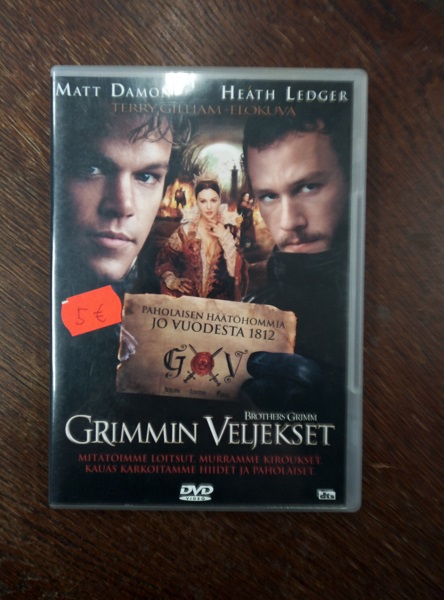 MATT DAMON HEATH LEDGER
TERRY GILLIAM -ELOKUVA
5 €
PAHOLAISEN HÄÄTÖHOMMIA
JO VUODESTA 1812
G V
BROTHERS GRIMM
GRIMMIN VELJEKSET
MITÄTÖIMME LOITSUT. MURRAMME KIROUKSET.
KAUAS KARKOITAMME HIIDET JA PAHOLAISET.
DVD
VIDEO
dts